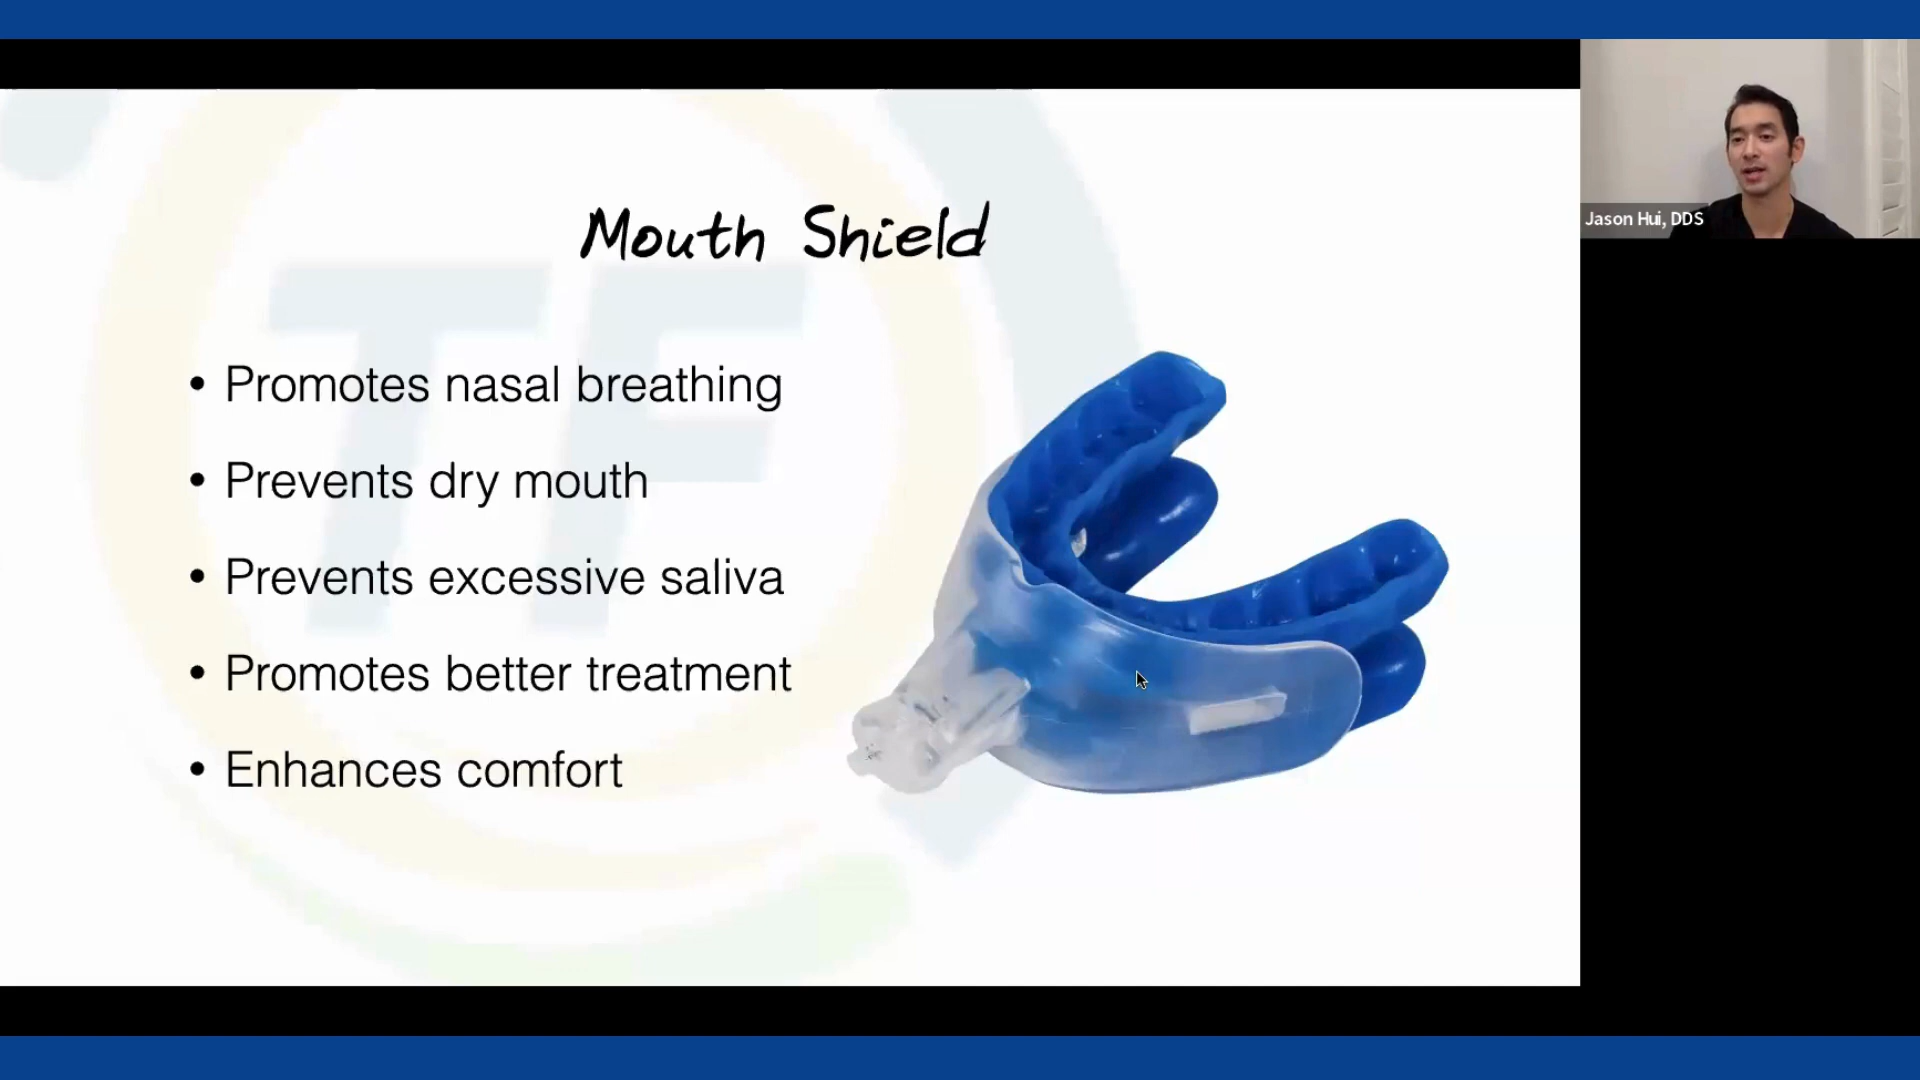 Mouth Shield
• Promotes nasal breathing
• Prevents dry mouth
• Prevents excessive saliva
• Promotes better treatment
• Enhances comfort
TF
Jason Hui, DDS